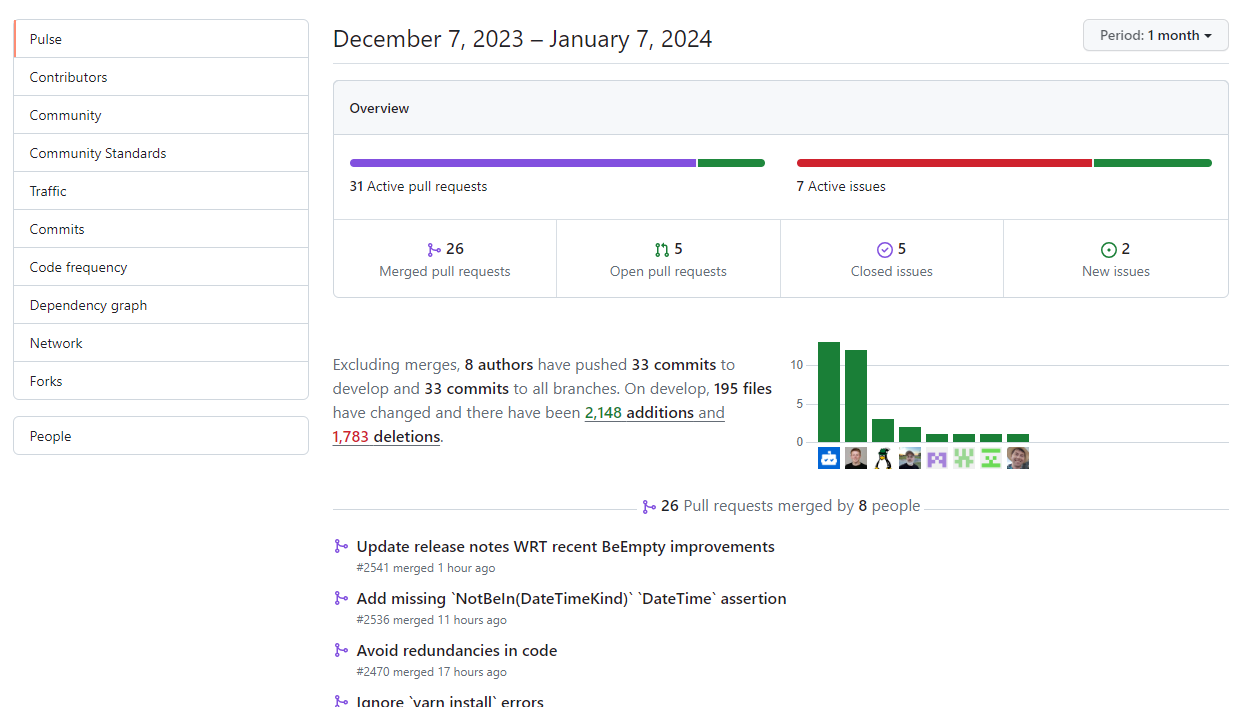 Pulse
Contributors
Community
Community Standards
Traffic
Commits
Code frequency
Dependency graph
Network
Forks
People
December 7, 2023 – January 7, 2024
Period: 1 month
Overview
31 Active pull requests
7 Active issues
26
Merged pull requests
5
Open pull requests
5
Closed issues
2
New issues
Excluding merges, 8 authors have pushed 33 commits to
develop and 33 commits to all branches. On develop, 195 files
have changed and there have been 2,148 additions and
1,783 deletions.
10
5
0
26 Pull requests merged by 8 people
Update release notes WRT recent BeEmpty improvements
#2541 merged 1 hour ago
Add missing `NotBeIn(DateTimeKind)` `DateTime` assertion
#2536 merged 11 hours ago
Avoid redundancies in code
#2470 merged 17 hours ago
Ignore `yarn install` errors